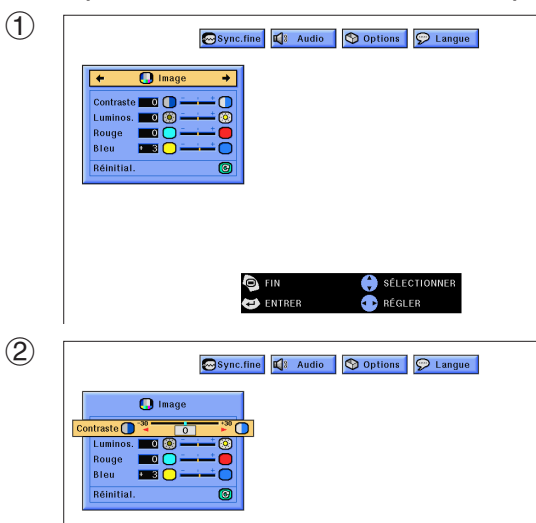 ①
Sync.fine Audio Options Langue
Image
Contraste 0 - +
Luminos. 0 - +
Rouge 0 - +
Bleu +3 - +
Réinitial.
FIN SÉLECTIONNER
ENTRER RÉGLER
②
Sync.fine Audio Options Langue
Image
Contraste -30 0 +30
Luminos. 0 - +
Rouge 0 - +
Bleu +3 - +
Réinitial.